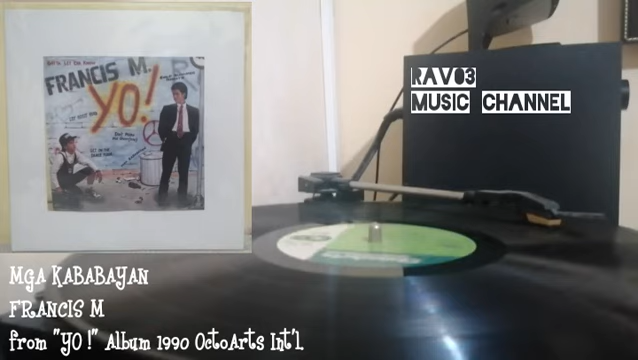 FRANCIS M.
YO!
RAV03
MUSIC CHANNEL
MGA KABABAYAN
FRANCIS M
from "YO !" Album 1990 OctoArts Int'l.